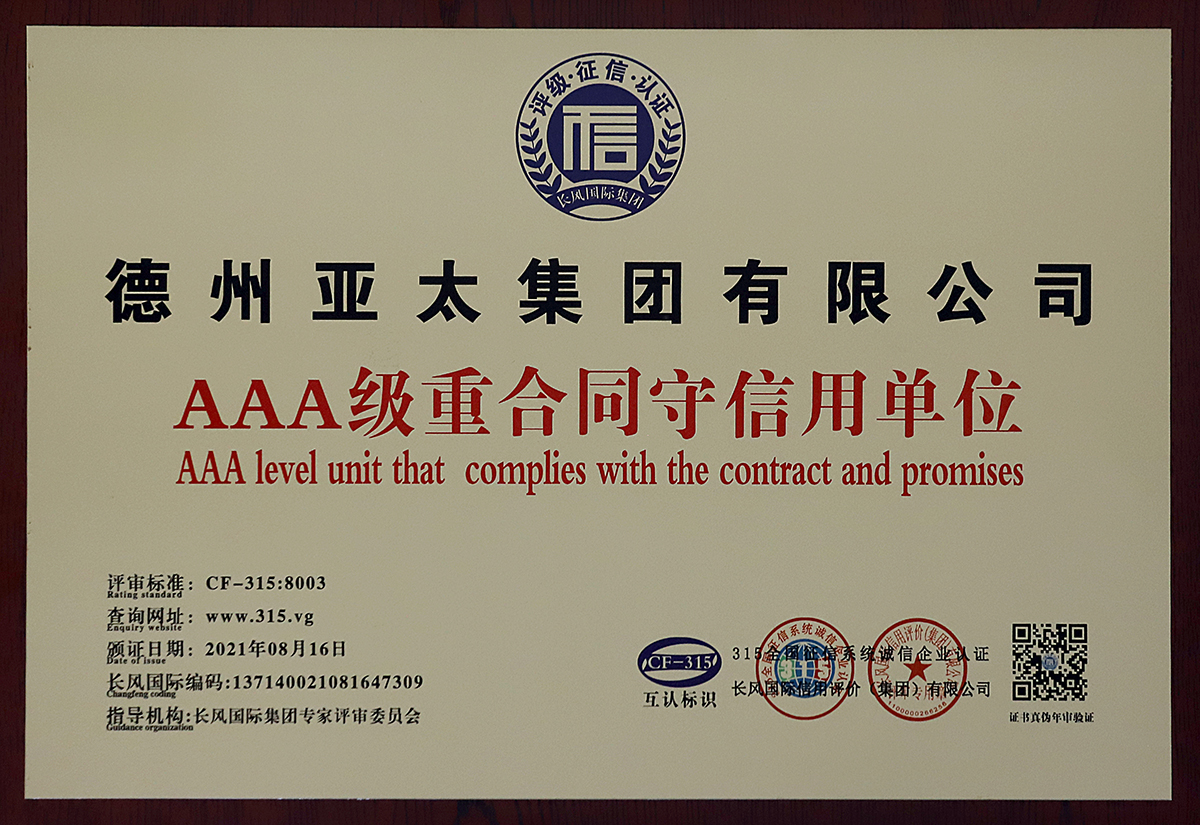 评级·征信·认证
信
长风国际集团
德州亚太集团有限公司
AAA级重合同守信用单位
AAA level unit that complies with the contract and promises
评审标准：CF-315:8003
Rating standard
查询网址：www.315.vg
Enquiry website
颁证日期：2021年08月16日
Date of issue
长风国际编码:137140021081647309
Changfeng coding
指导机构:长风国际集团专家评审委员会
Guidance organization
CF-315
互认标识
315全国征信系统诚信企业认证
长风国际信用评价（集团）有限公司
1100000266256
证书真伪年审验证